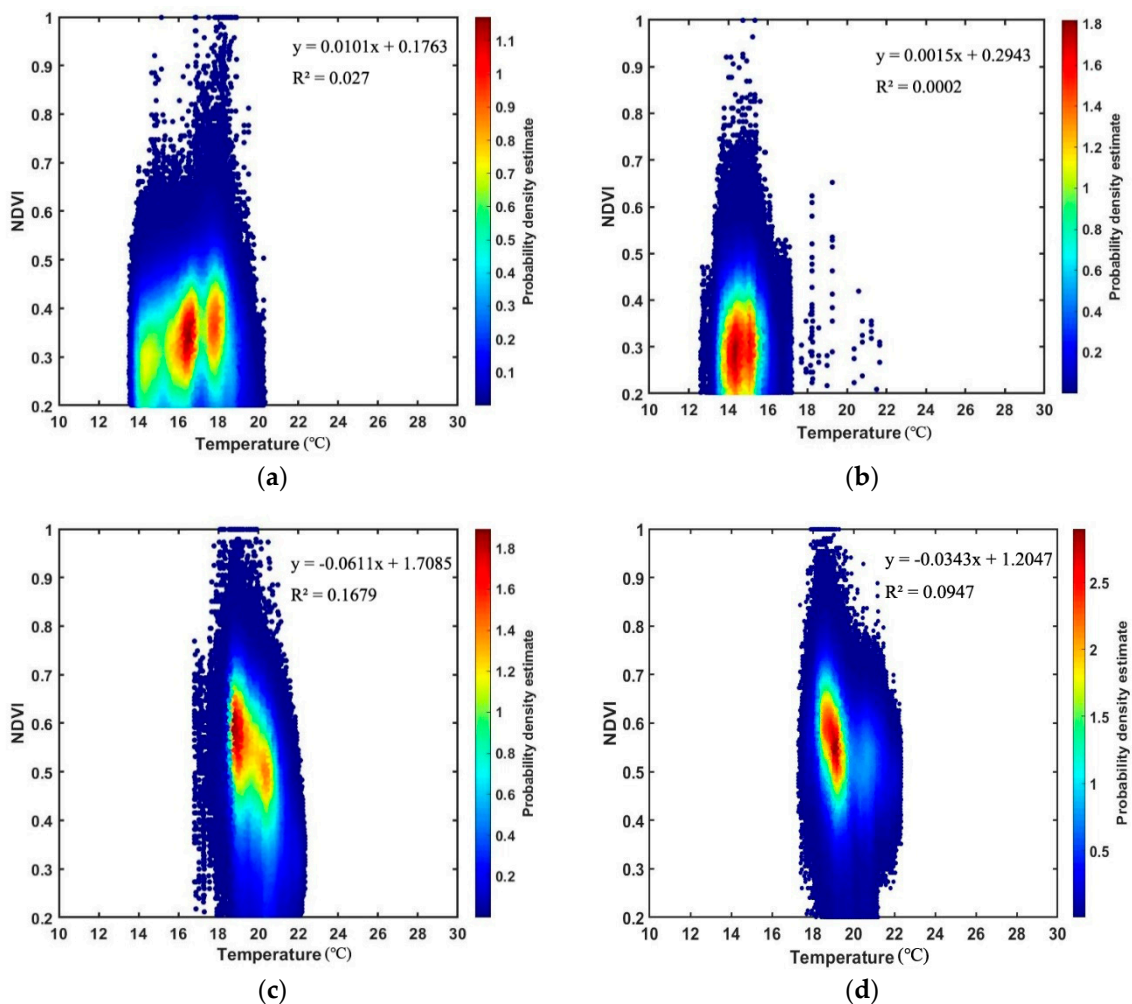 y = 0.0101x + 0.1763
R² = 0.027
NDVI
1
0.9
0.8
0.7
0.6
0.5
0.4
0.3
0.2
10 12 14 16 18 20 22 24 26 28 30
Temperature (℃)
1.1
1
0.9
0.8
0.7
0.6
0.5
0.4
0.3
0.2
0.1
Probability density estimate
(a)
y = 0.0015x + 0.2943
R² = 0.0002
NDVI
1
0.9
0.8
0.7
0.6
0.5
0.4
0.3
0.2
10 12 14 16 18 20 22 24 26 28 30
Temperature (℃)
1.8
1.6
1.4
1.2
1
0.8
0.6
0.4
0.2
Probability density estimate
(b)
y = -0.0611x + 1.7085
R² = 0.1679
NDVI
1
0.9
0.8
0.7
0.6
0.5
0.4
0.3
0.2
10 12 14 16 18 20 22 24 26 28 30
Temperature (℃)
1.8
1.6
1.4
1.2
1
0.8
0.6
0.4
0.2
Probability density estimate
(c)
y = -0.0343x + 1.2047
R² = 0.0947
NDVI
1
0.9
0.8
0.7
0.6
0.5
0.4
0.3
0.2
10 12 14 16 18 20 22 24 26 28 30
Temperature (℃)
2.5
2
1.5
1
0.5
Probability density estimate
(d)